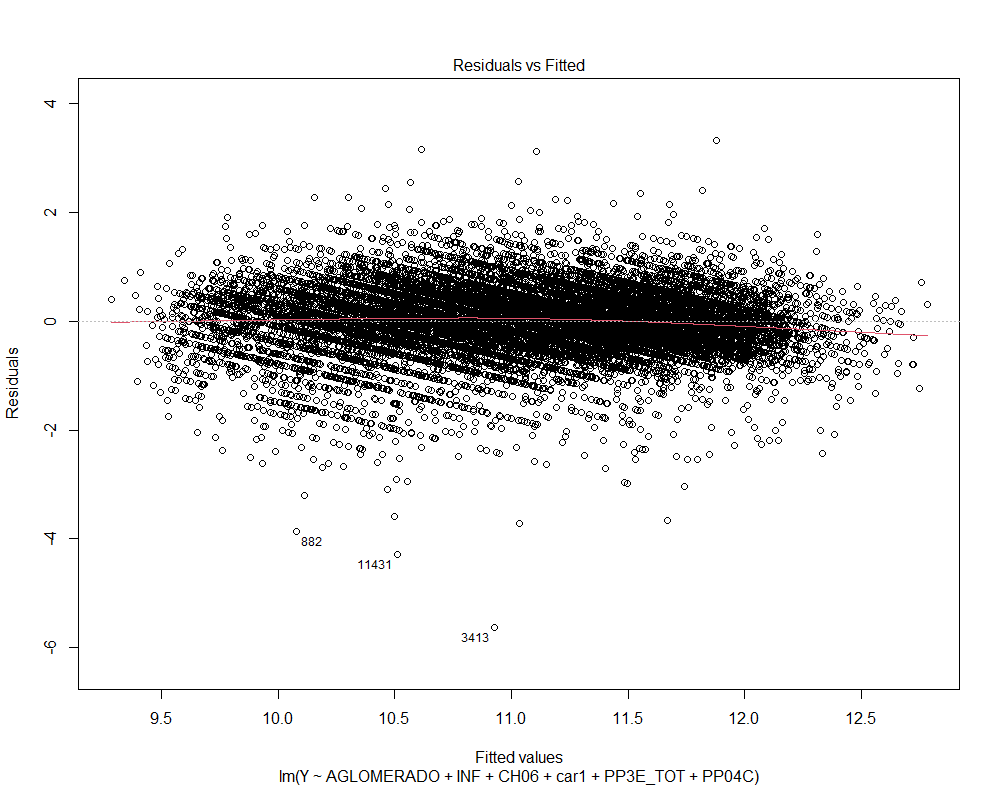 Residuals vs Fitted
4
2
0
-2
-4
-6
Residuals
882
11431
3413
9.5 10.0 10.5 11.0 11.5 12.0 12.5
Fitted values
lm(Y ~ AGLOMERADO + INF + CH06 + car1 + PP3E_TOT + PP04C)